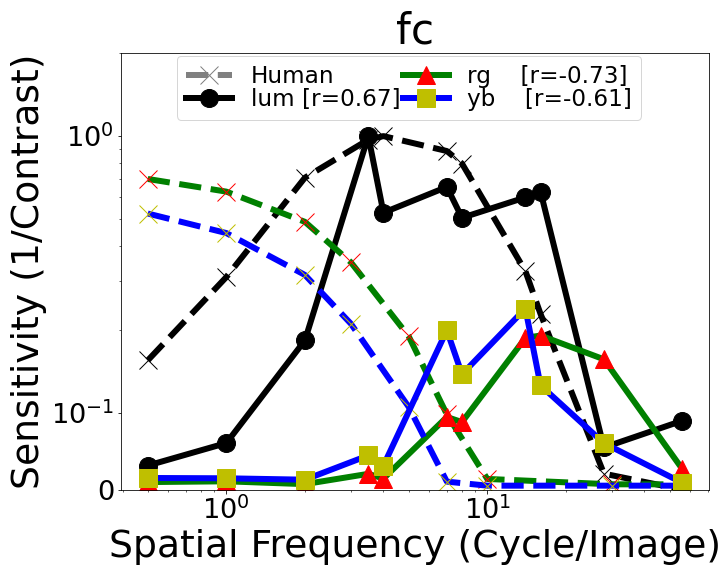 fc
Human
lum [r=0.67]
rg [r=-0.73]
yb [r=-0.61]
Sensitivity (1/Contrast)
10⁰
10⁻¹
0
10⁰ 10¹
Spatial Frequency (Cycle/Image)